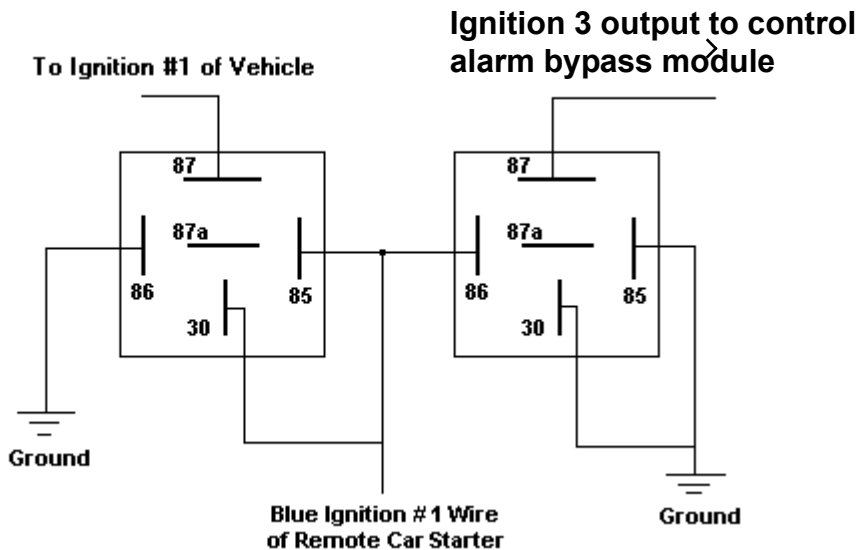 Ignition 3 output to control
alarm bypass module
To Ignition #1 of Vehicle
87
87a
86
85
30
87
87a
86
85
30
Ground
Blue Ignition #1 Wire
of Remote Car Starter
Ground